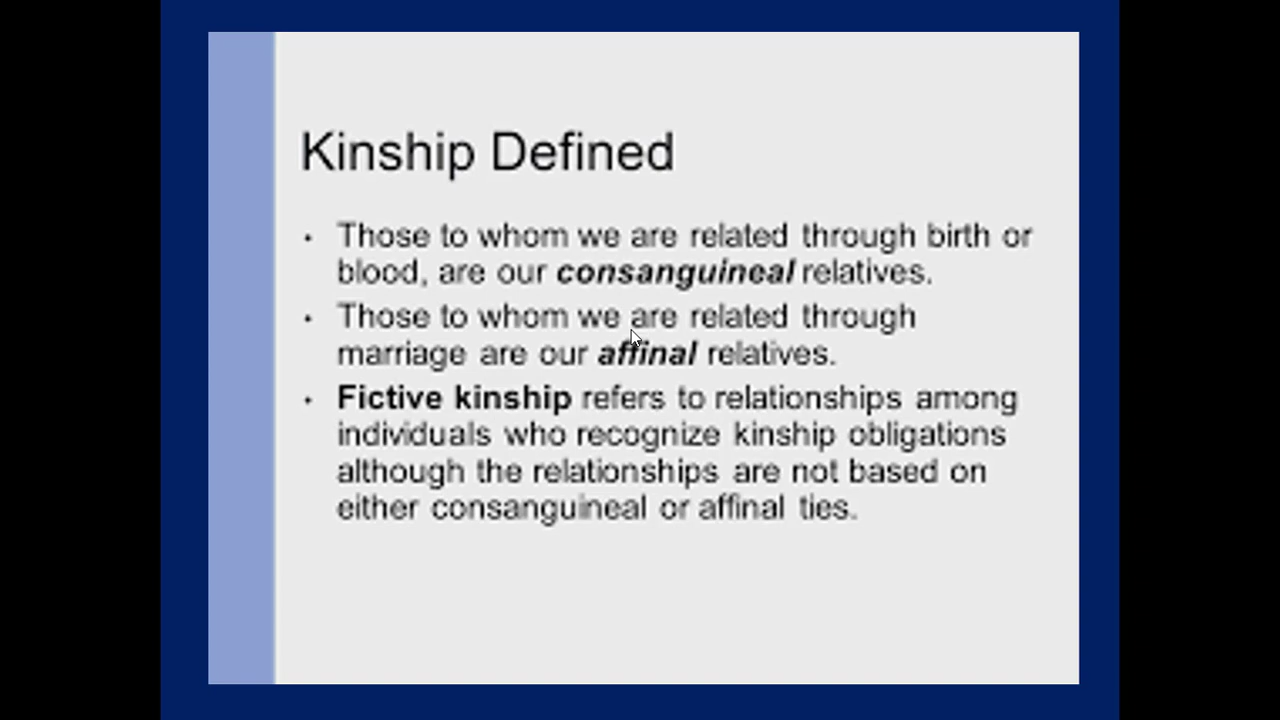 Kinship Defined
• Those to whom we are related through birth or
blood, are our consanguineal relatives.
• Those to whom we are related through
marriage are our affinal relatives.
• Fictive kinship refers to relationships among
individuals who recognize kinship obligations
although the relationships are not based on
either consanguineal or affinal ties.